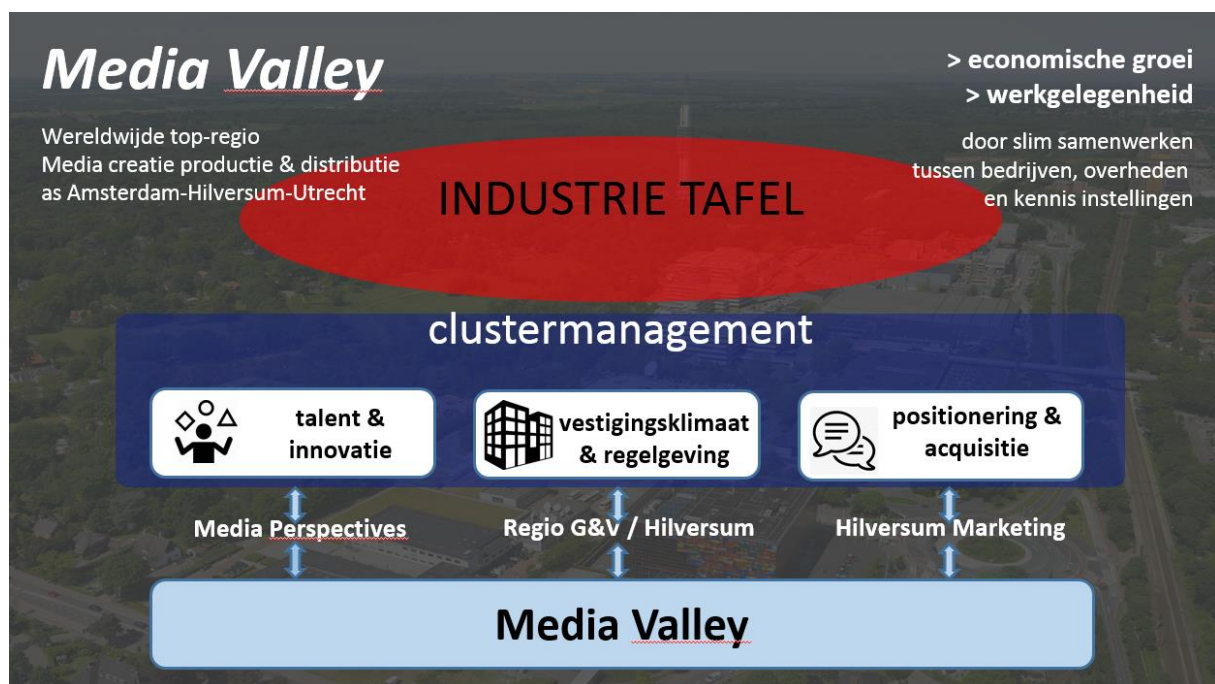 Media Valley
> economische groei
> werkgelegenheid
Wereldwijde top-regio
Media creatie productie & distributie
as Amsterdam-Hilversum-Utrecht
door slim samenwerken
tussen bedrijven, overheden
en kennis instellingen
INDUSTRIE TAFEL
clustermanagement
talent &
innovatie
vestigingsklimaat
& regelgeving
positionering &
acquisitie
Media Perspectives
Regio G&V / Hilversum
Hilversum Marketing
Media Valley